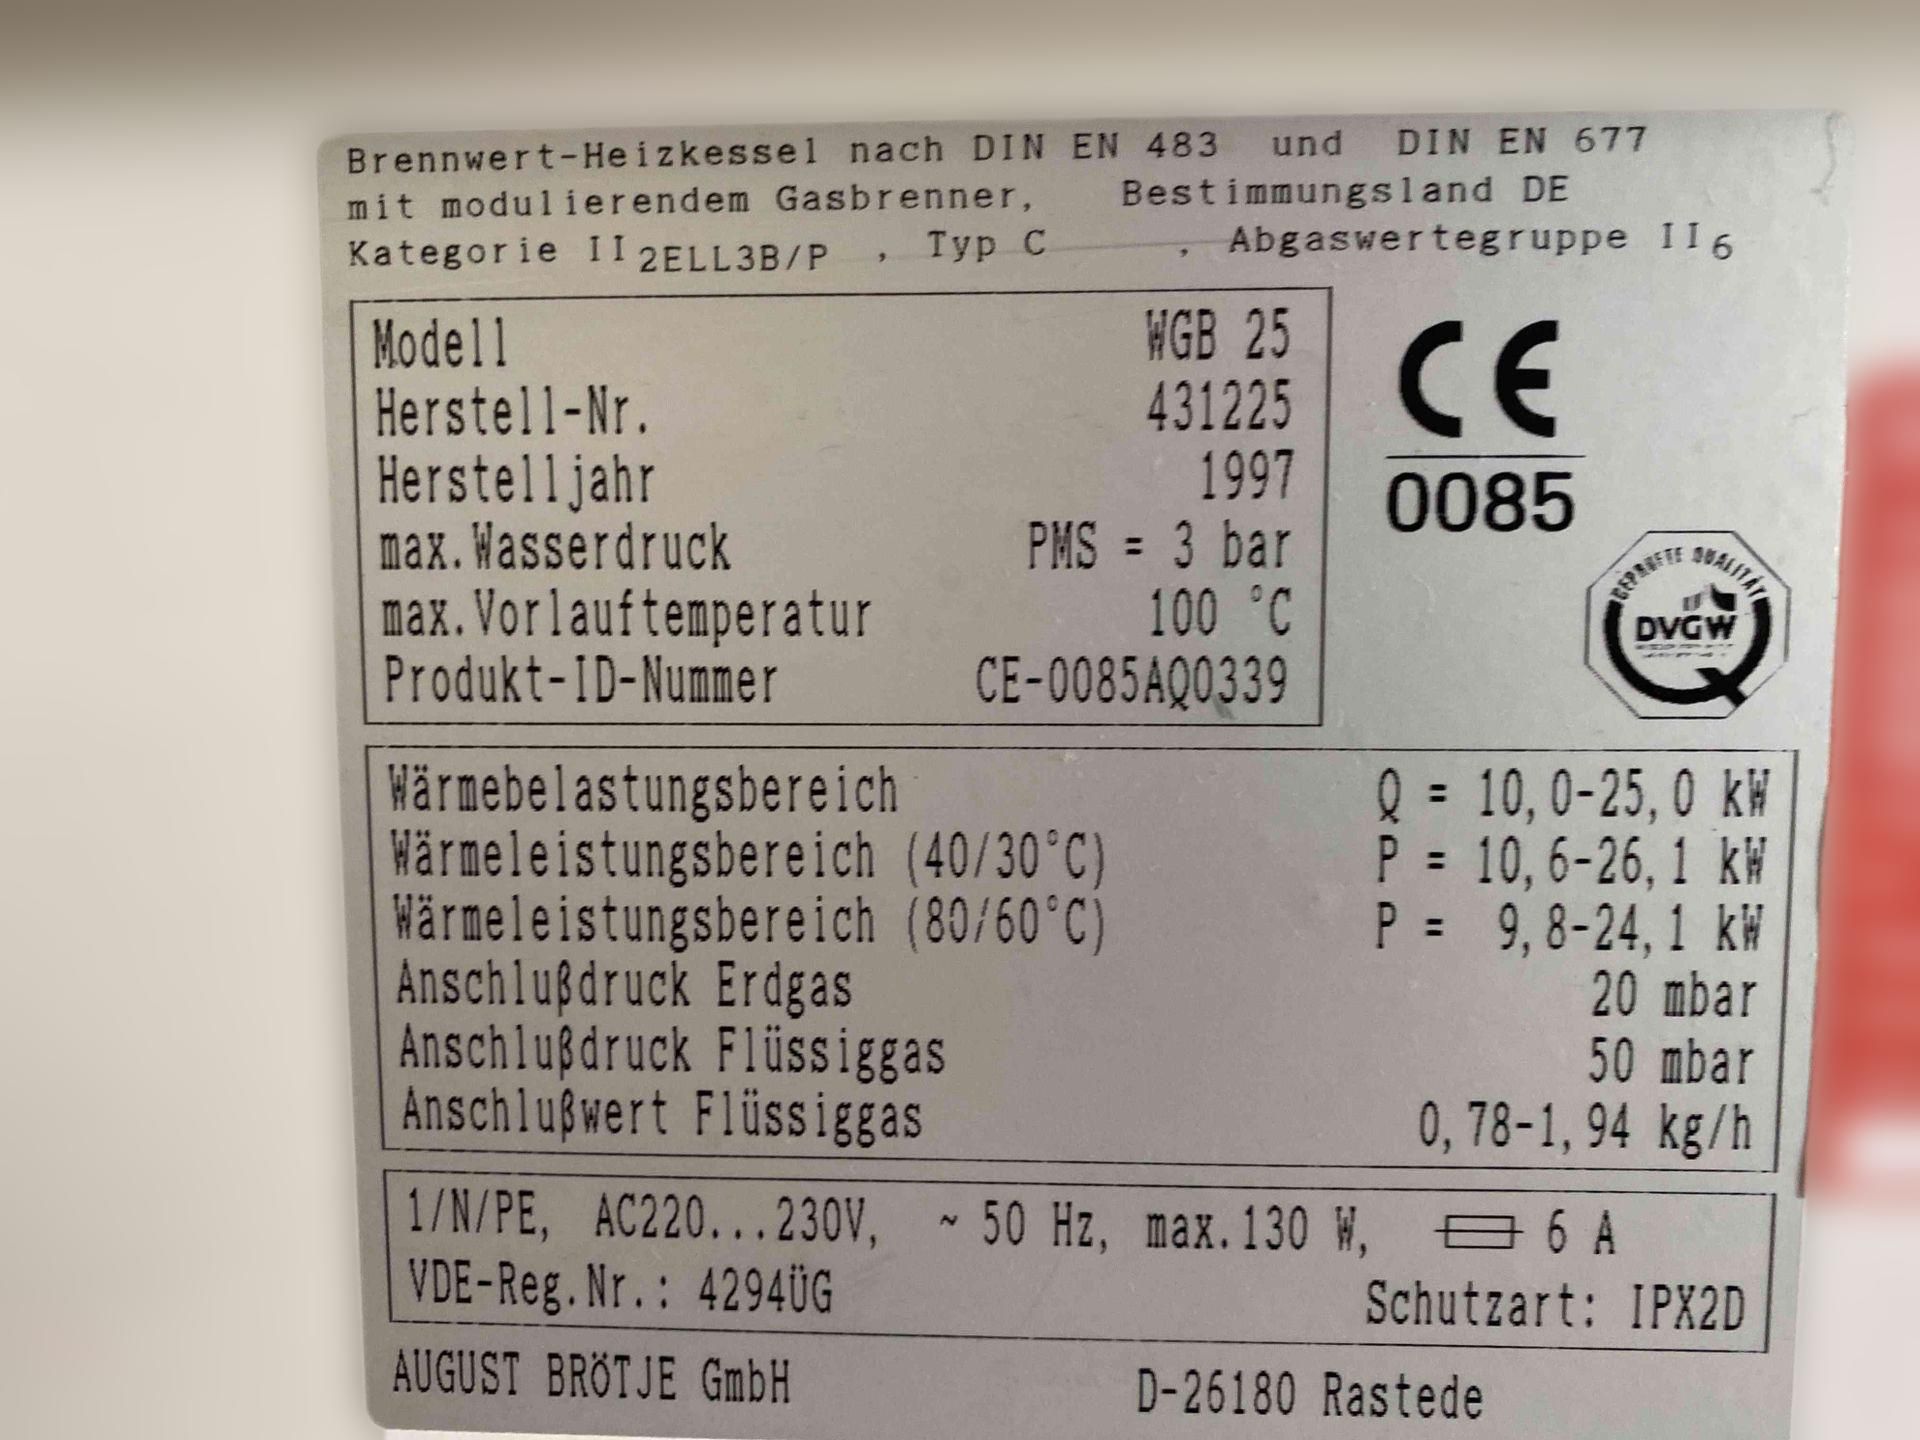 Brennwert-Heizkessel nach DIN EN 483 und DIN EN 677
mit modulierendem Gasbrenner, Bestimmungsland DE
Kategorie II2ELL3B/P , Typ C , Abgaswertegruppe II6
Modell WGB 25
Herstell-Nr. 431225
Herstelljahr 1997
max.Wasserdruck PMS = 3 bar
max.Vorlauftemperatur 100 °C
Produkt-ID-Nummer CE-0085AQ0339
CE
0085
GEPRÜFTE QUALITÄT
DVGW
Wärmebelastungsbereich Q = 10,0-25,0 kW
Wärmeleistungsbereich (40/30°C) P = 10,6-26,1 kW
Wärmeleistungsbereich (80/60°C) P = 9,8-24,1 kW
Anschlußdruck Erdgas 20 mbar
Anschlußdruck Flüssiggas 50 mbar
Anschlußwert Flüssiggas 0,78-1,94 kg/h
1/N/PE, AC220...230V, ~ 50 Hz, max.130 W, 6 A
VDE-Reg.Nr.: 4294ÜG Schutzart: IPX2D
AUGUST BRÖTJE GmbH D-26180 Rastede